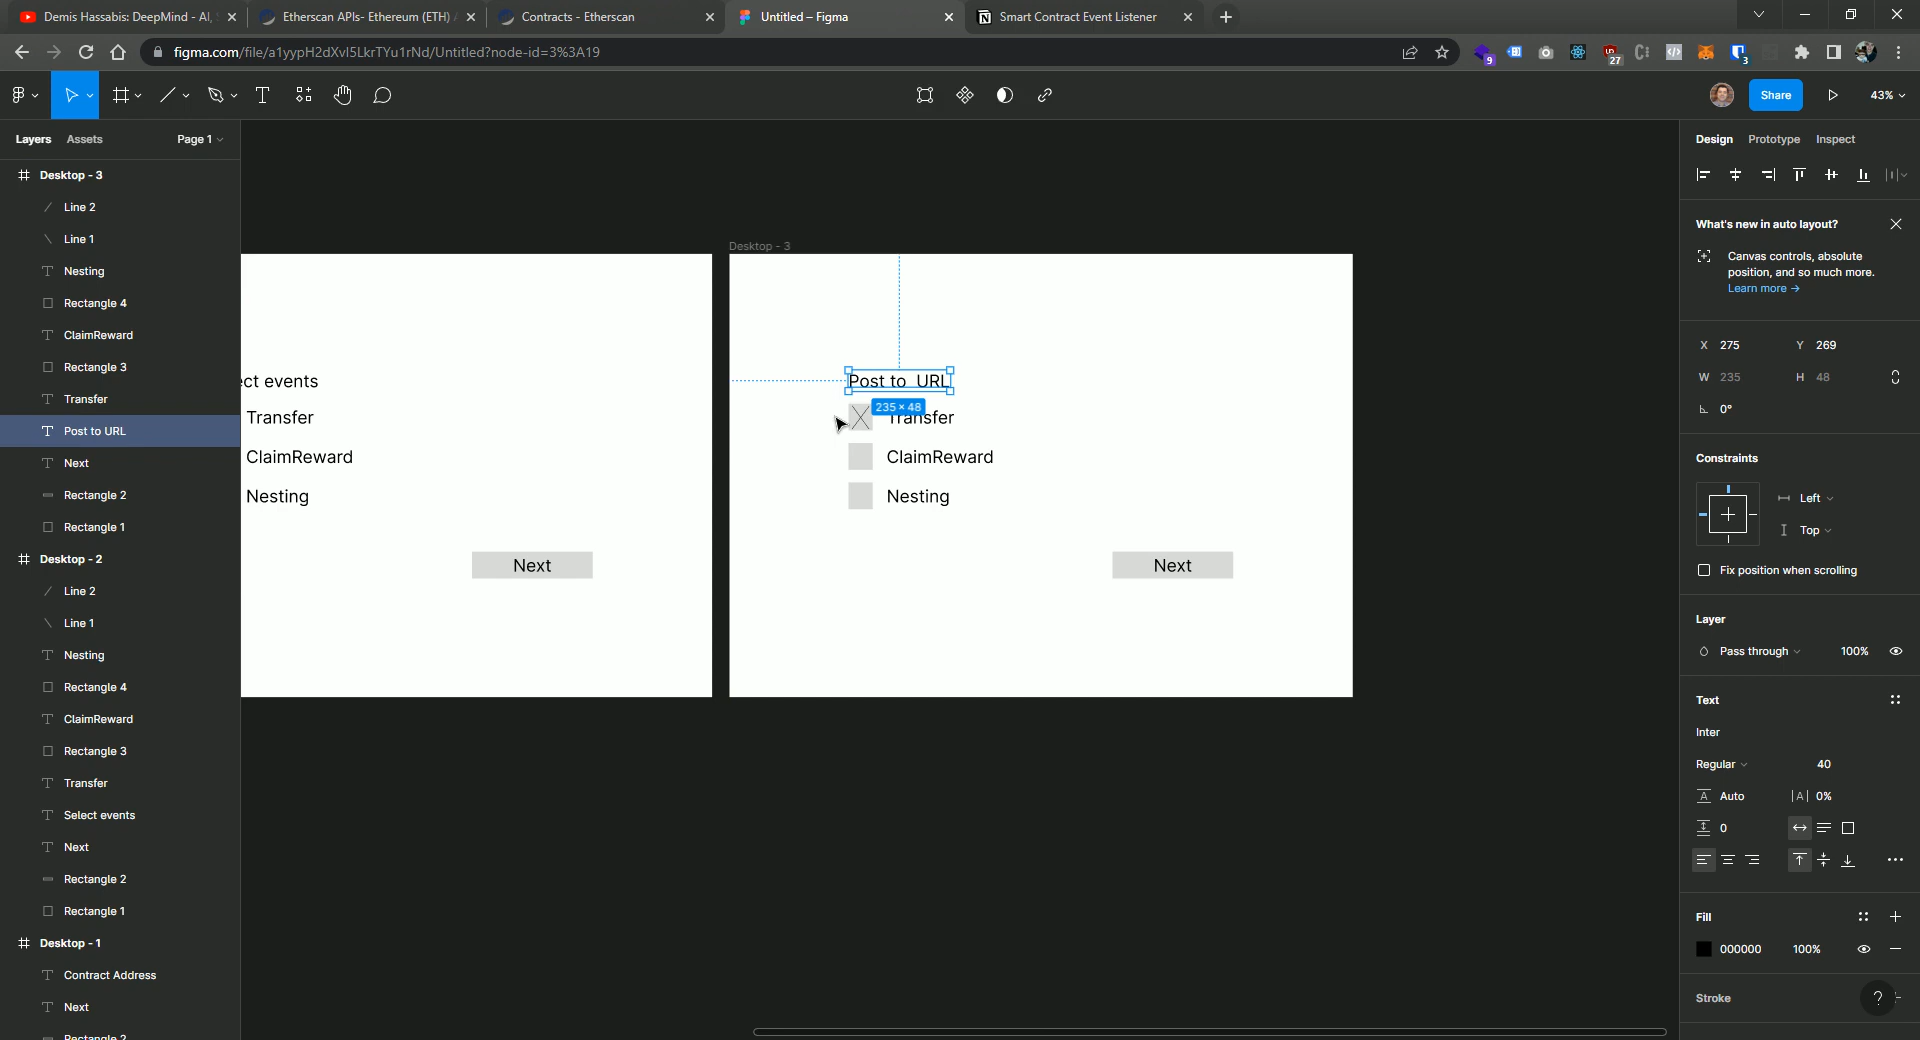 Demis Hassabis: DeepMind - AI,
Etherscan APIs- Ethereum (ETH)
Contracts - Etherscan
Untitled – Figma
Smart Contract Event Listener
figma.com/file/a1yypH2dXvl5LkrTYu1rNd/Untitled?node-id=3%3A19
9
27
3
Share
43%
Layers
Assets
Page 1
Desktop - 3
Line 2
Line 1
Nesting
Rectangle 4
ClaimReward
Rectangle 3
Transfer
Post to URL
Next
Rectangle 2
Rectangle 1
Desktop - 2
Line 2
Line 1
Nesting
Rectangle 4
ClaimReward
Rectangle 3
Transfer
Select events
Next
Rectangle 2
Rectangle 1
Desktop - 1
Contract Address
Next
Rectangle 2
ect events
Transfer
ClaimReward
Nesting
Next
Desktop - 3
Post to  URL
235 × 48
Transfer
ClaimReward
Nesting
Next
Design
Prototype
Inspect
What's new in auto layout?
Canvas controls, absolute
position, and so much more.
Learn more →
X 275
Y 269
W 235
H 48
0°
Constraints
Left
Top
Fix position when scrolling
Layer
Pass through
100%
Text
Inter
Regular
40
A Auto
|A| 0%
0
Fill
000000
100%
Stroke
?